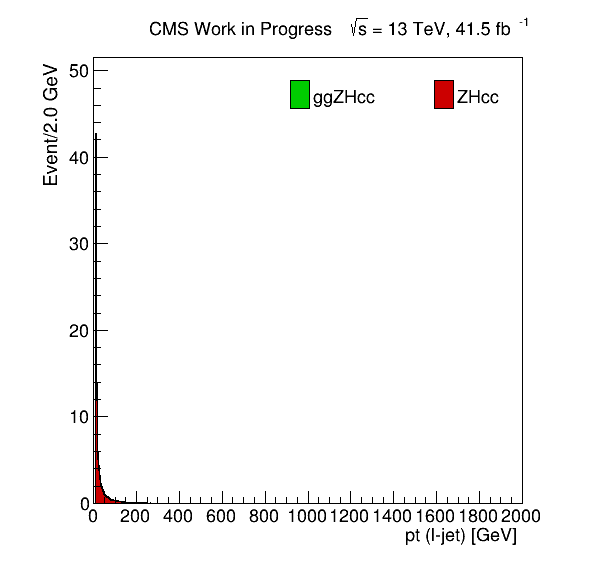 CMS Work in Progress √s = 13 TeV, 41.5 fb -1
Event/2.0 GeV
ggZHcc
ZHcc
50
40
30
20
10
0
0 200 400 600 800 1000 1200 1400 1600 1800 2000
pt (l-jet) [GeV]